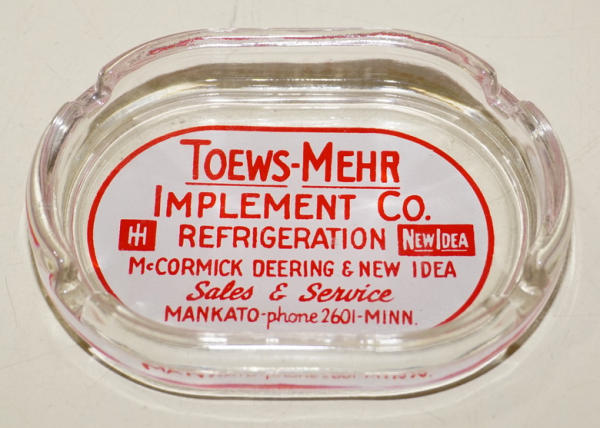 TOEWS-MEHR
IMPLEMENT CO.
IH REFRIGERATION NEW IDEA
McCORMICK DEERING & NEW IDEA
Sales & Service
MANKATO-phone 2601-MINN.